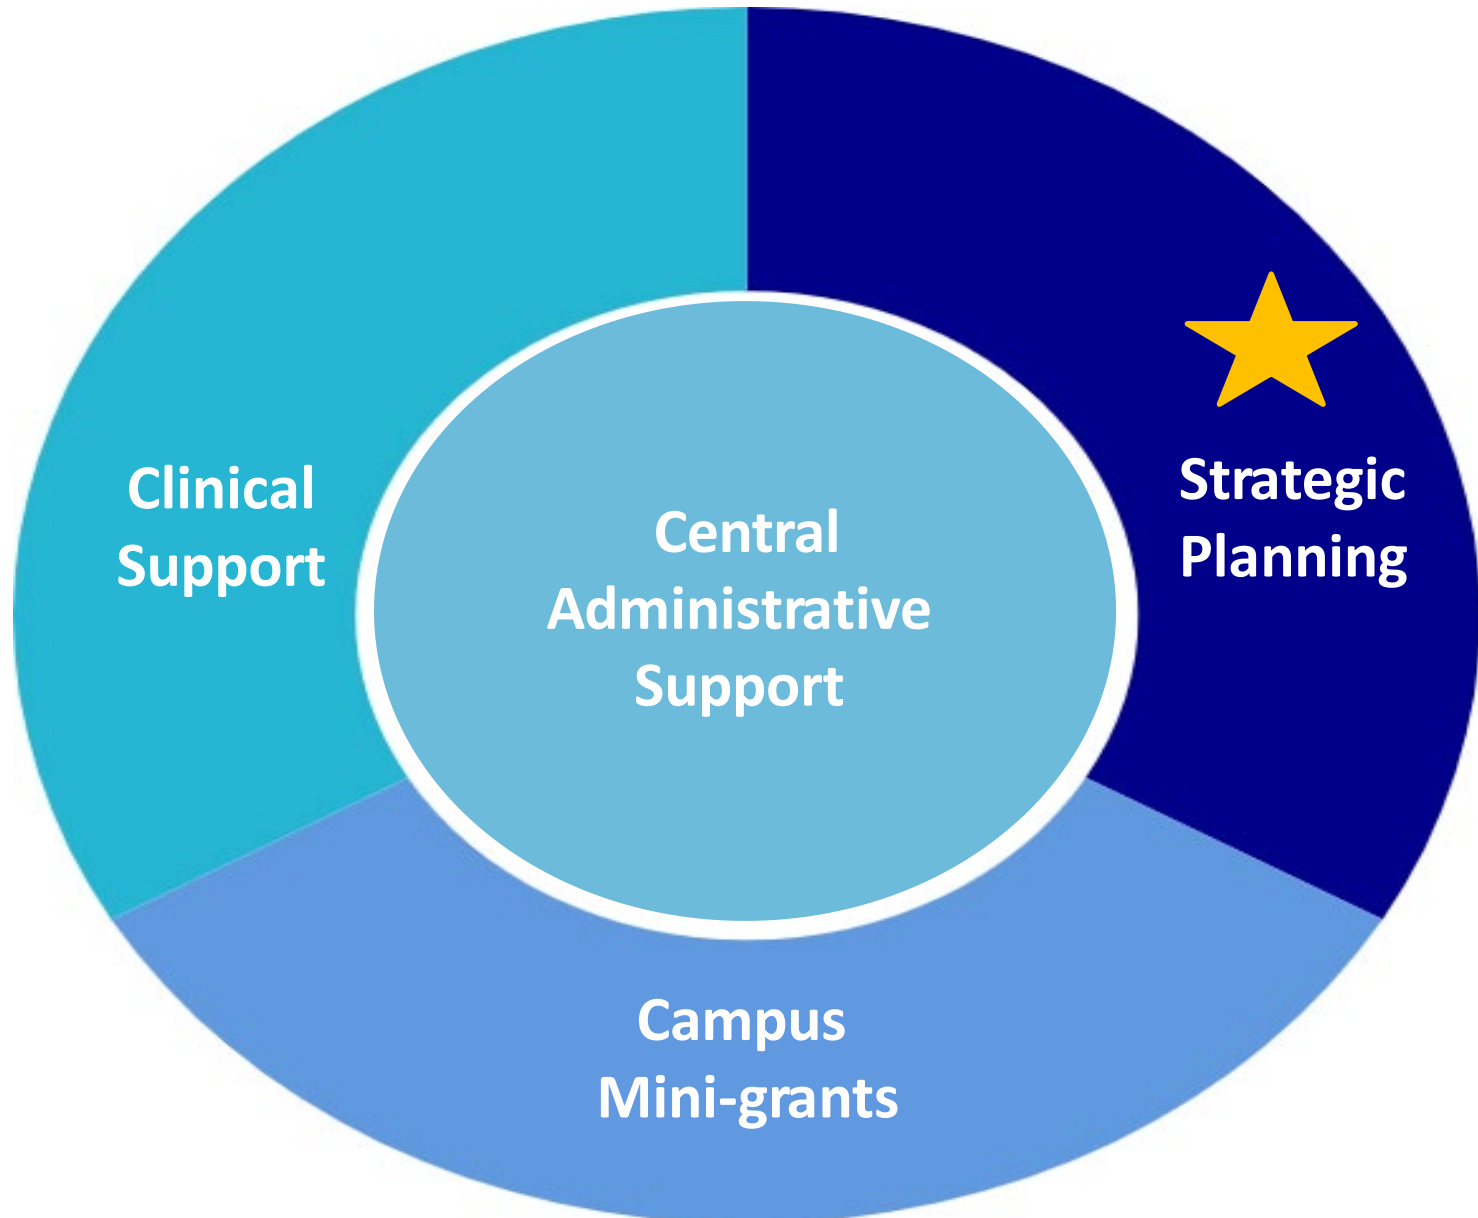 Clinical
Support
Central
Administrative
Support
Strategic
Planning
Campus
Mini-grants